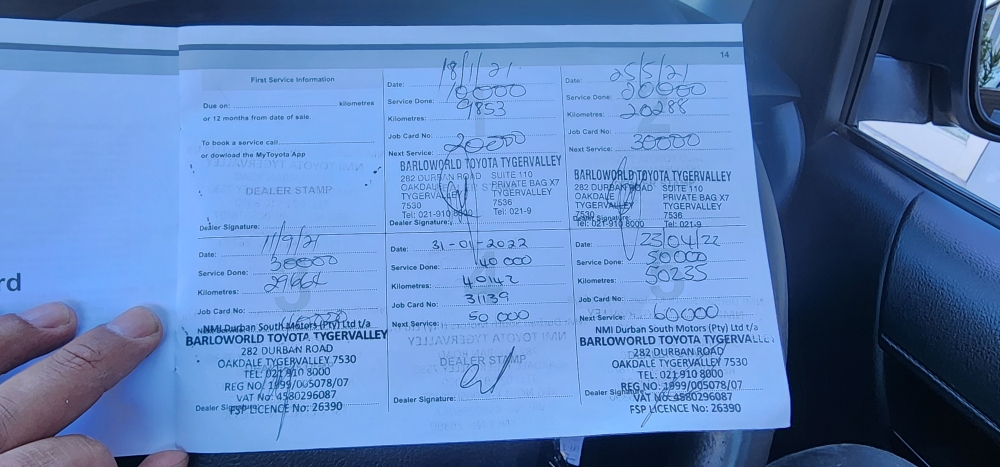 14
First Service Information
Due on: kilometres
or 12 months from date of sale.
To book a service call
or dowload the MyToyota App
DEALER STAMP
Dealer Signature:
Date: 18/1/21
Service Done: 10000
Kilometres: 9853
Job Card No:
Next Service: 20000
BARLOWORLD TOYOTA TYGERVALLEY
282 DURBAN ROAD SUITE 110
OAKDALE PRIVATE BAG X7
TYGERVALLEY TYGERVALLEY
7530 7536
Tel: 021-910 8000 Tel: 021-9
Dealer Signature:
Date: 25/5/21
Service Done: 20000
Kilometres: 20288
Job Card No:
Next Service: 30000
BARLOWORLD TOYOTA TYGERVALLEY
282 DURBAN ROAD SUITE 110
OAKDALE PRIVATE BAG X7
TYGERVALLEY TYGERVALLEY
7530 7536
Dealer Signature
Tel: 021-910 8000 Tel: 021-9
Date: 11/9/21
Service Done: 30000
Kilometres: 29664
Job Card No:
NMI Durban South Motors (Pty) Ltd t/a
BARLOWORLD TOYOTA TYGERVALLEY
282 DURBAN ROAD
OAKDALE TYGERVALLEY 7530
TEL: 021 910 8000
REG NO: 1999/005078/07
VAT No: 4580296087
Dealer Signature
FSP LICENCE No: 26390
Date: 31-01-2022
Service Done: 40 000
Kilometres: 40142
Job Card No: 31139
Next Service: 50 000
DEALER STAMP
Dealer Signature:
Date: 23/04/22
Service Done: 50000
Kilometres: 50235
Job Card No:
Next Service: 60000
NMI Durban South Motors (Pty) Ltd t/a
BARLOWORLD TOYOTA TYGERVALLEY
282 DURBAN ROAD
OAKDALE TYGERVALLEY 7530
TEL: 021 910 8000
REG NO: 1999/005078/07
Dealer Signature
VAT No: 4580296087
FSP LICENCE No: 26390
rd